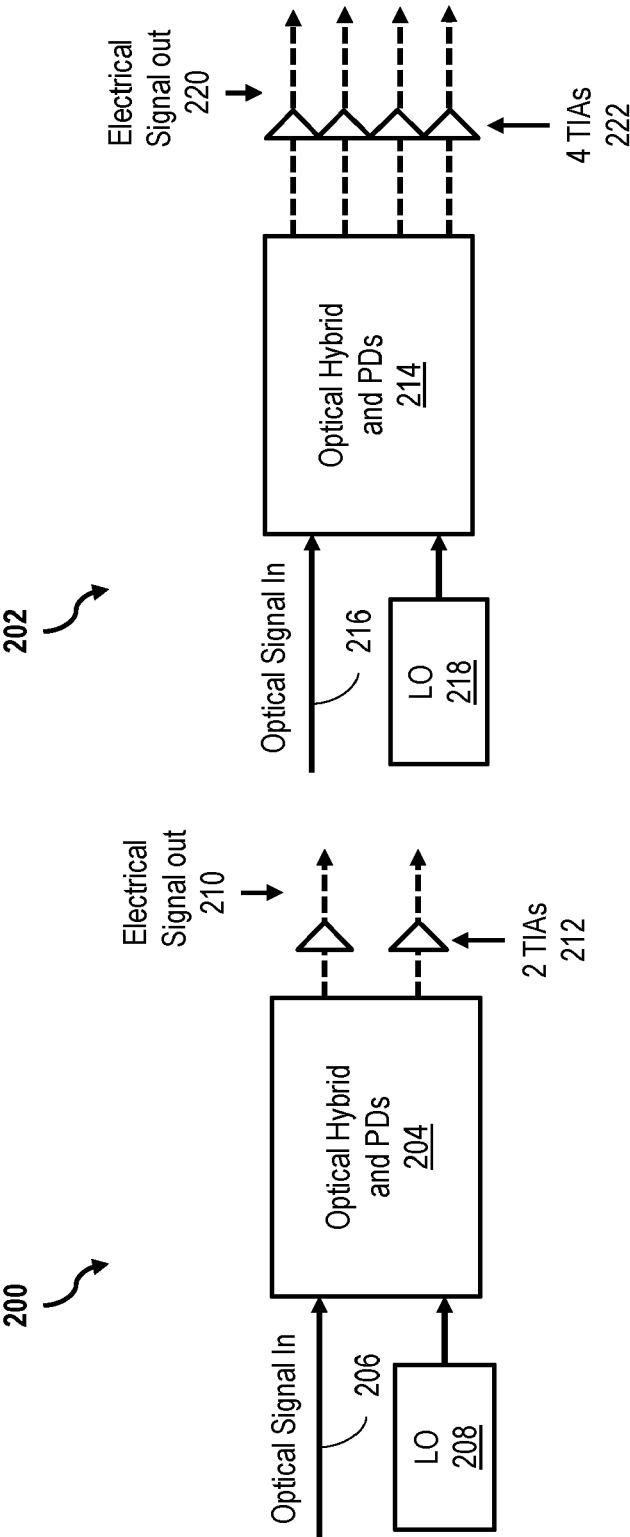 200
Optical Signal In
206
LO
208
Optical Hybrid
and PDs
204
Electrical
Signal out
210
2 TIAs
212
202
Optical Signal In
216
LO
218
Optical Hybrid
and PDs
214
Electrical
Signal out
220
4 TIAs
222